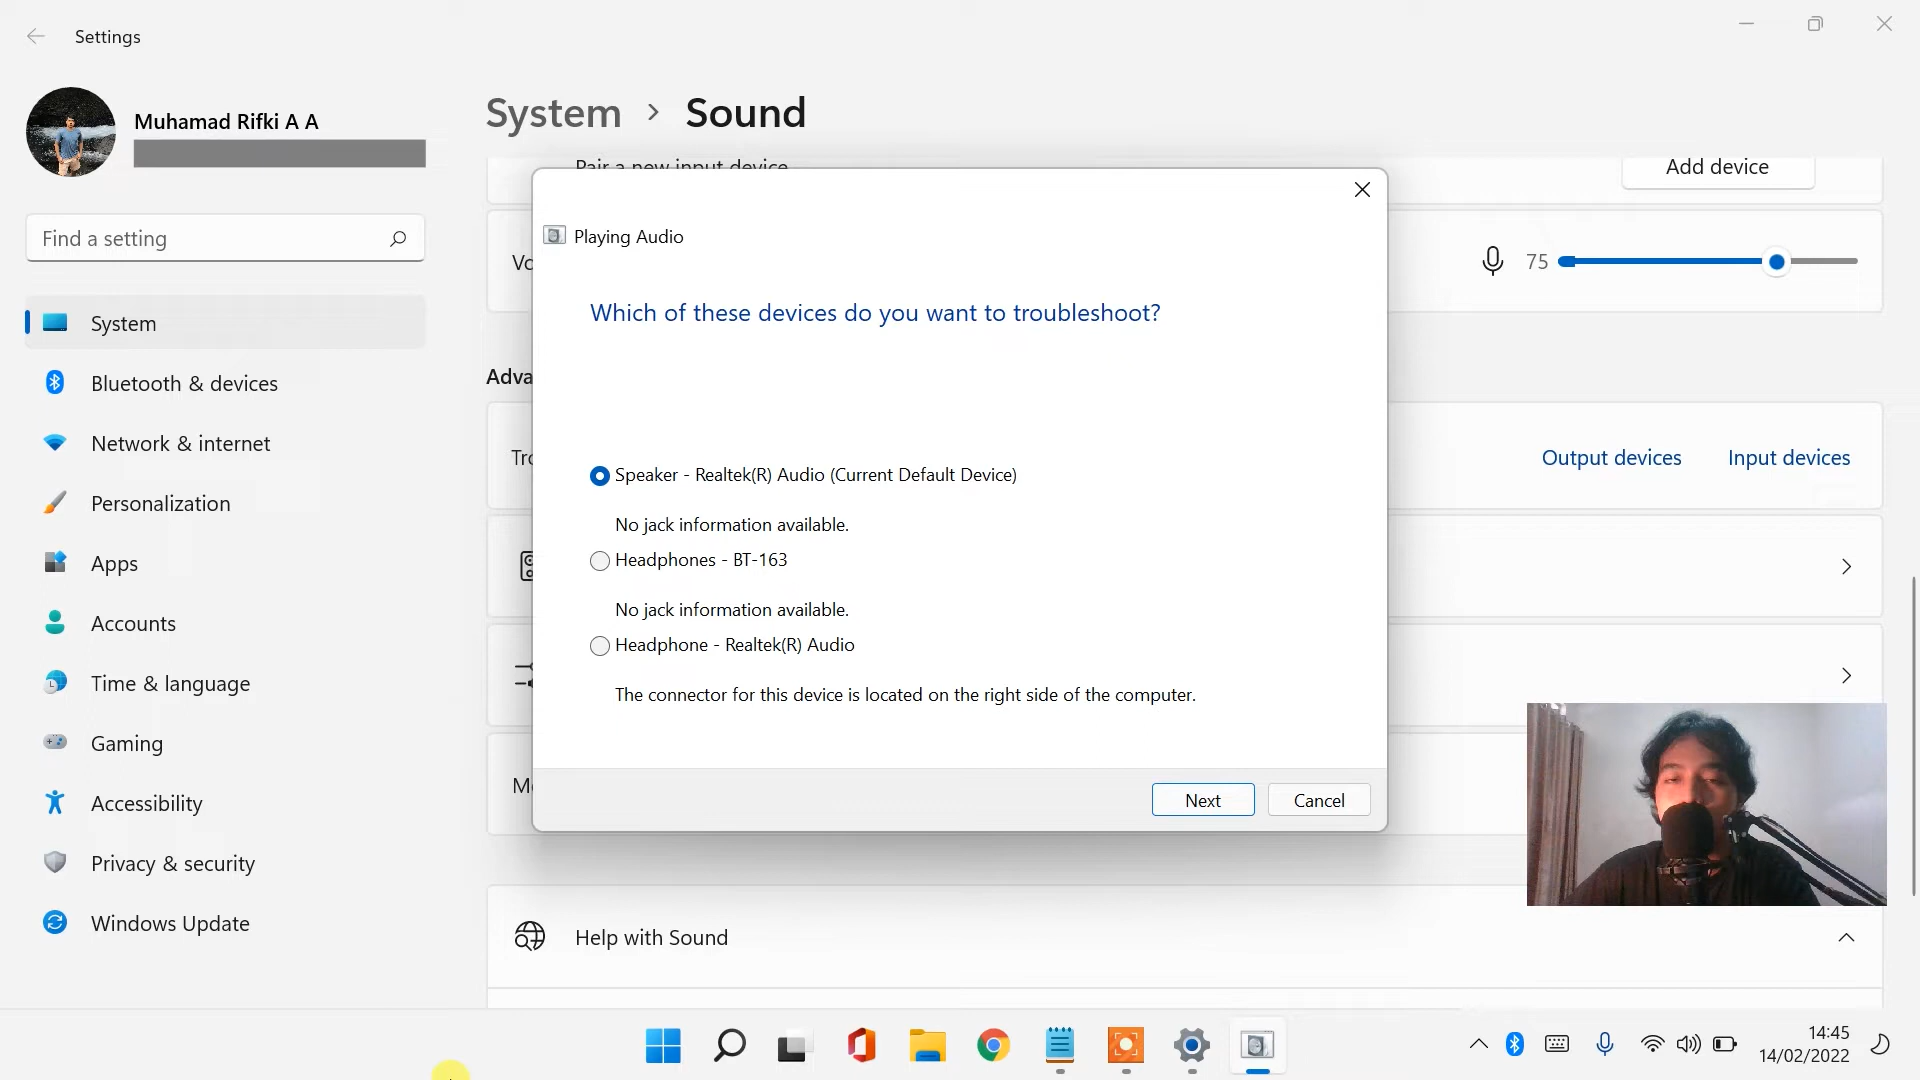 Settings
Muhamad Rifki A A
Find a setting
System
Bluetooth & devices
Network & internet
Personalization
Apps
Accounts
Time & language
Gaming
Accessibility
Privacy & security
Windows Update
System > Sound
Pair a new input device
Add device
75
Output devices
Input devices
Playing Audio
Which of these devices do you want to troubleshoot?
Speaker - Realtek(R) Audio (Current Default Device)
No jack information available.
Headphones - BT-163
No jack information available.
Headphone - Realtek(R) Audio
The connector for this device is located on the right side of the computer.
Next
Cancel
Help with Sound
14:45
14/02/2022